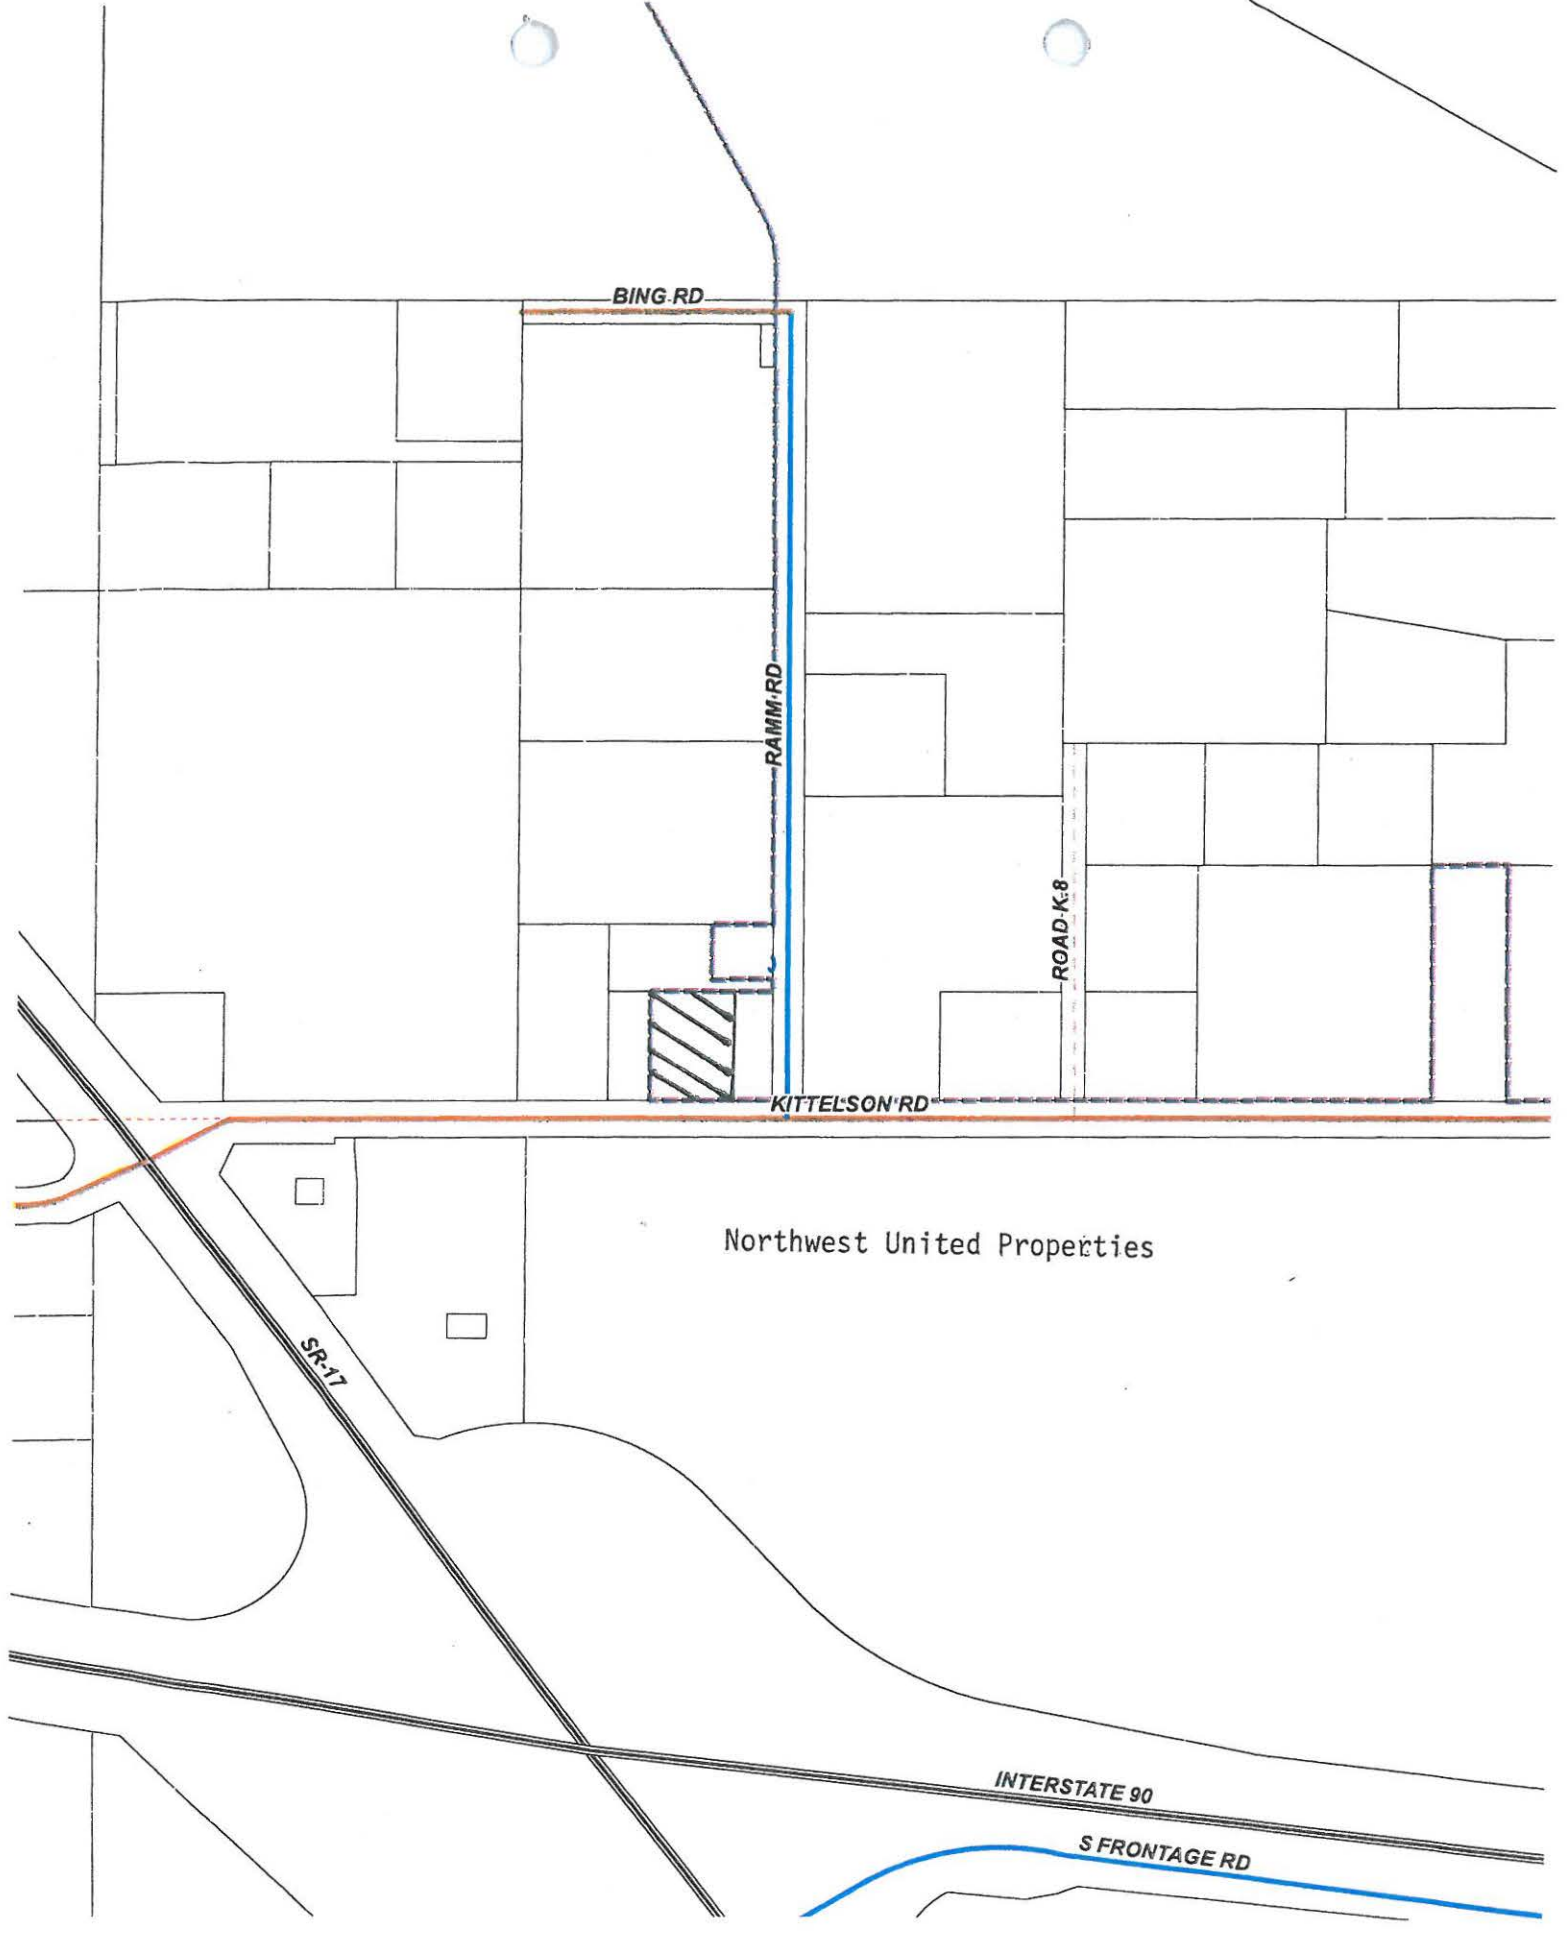 BING RD
RAMM RD
ROAD K.8
KITTELSON RD
Northwest United Properties
SR-17
INTERSTATE 90
S FRONTAGE RD